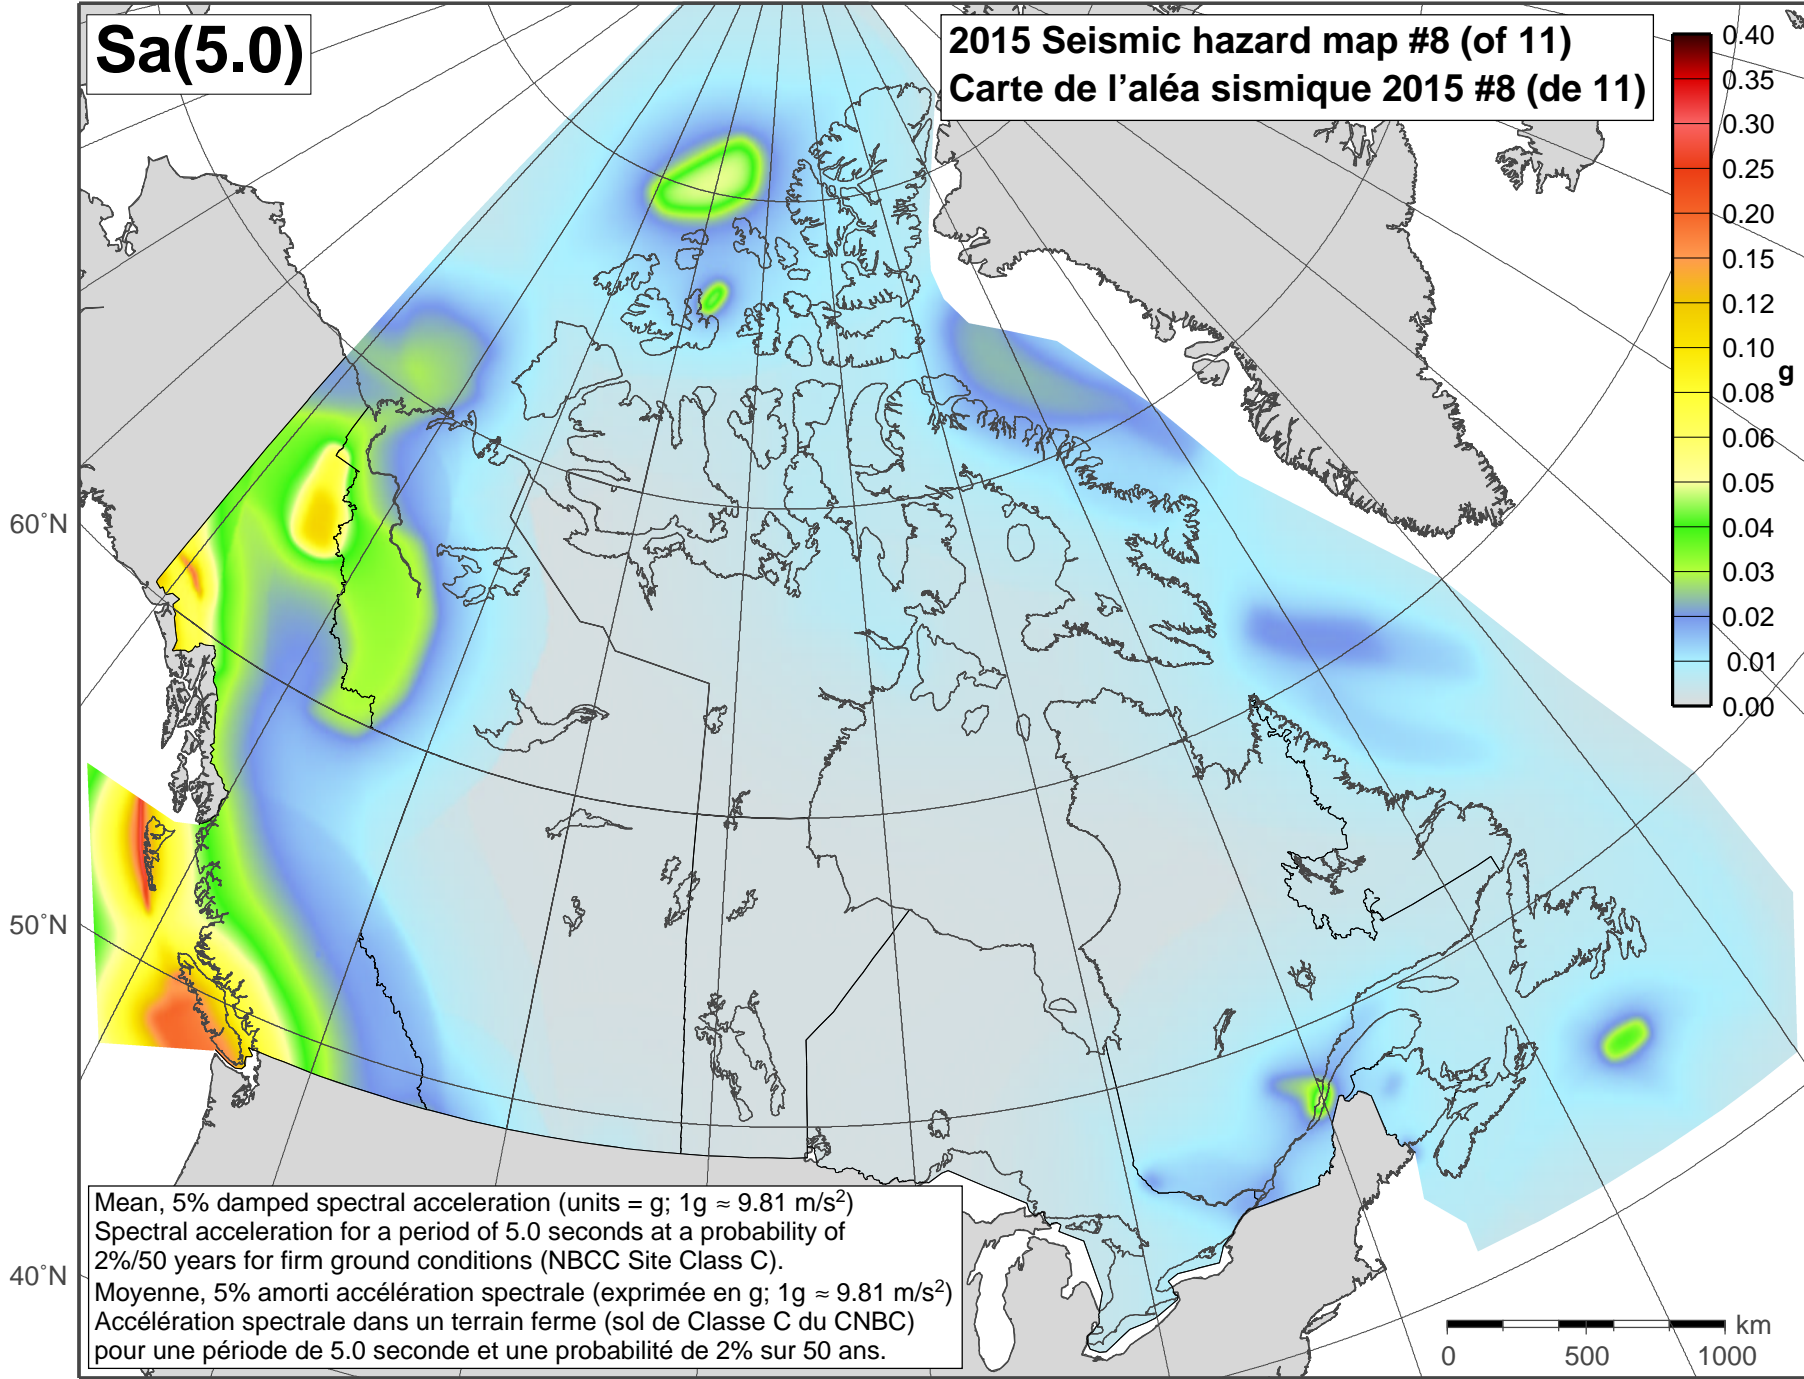 Sa(5.0)
2015 Seismic hazard map #8 (of 11)
Carte de l'aléa sismique 2015 #8 (de 11)
0.40
0.35
0.30
0.25
0.20
0.15
0.12
0.10
g
0.08
0.06
0.05
0.04
0.03
0.02
0.01
0.00
60°N
50°N
40°N
Mean, 5% damped spectral acceleration (units = g; 1g ≈ 9.81 m/s²)
Spectral acceleration for a period of 5.0 seconds at a probability of
2%/50 years for firm ground conditions (NBCC Site Class C).
Moyenne, 5% amorti accélération spectrale (exprimée en g; 1g ≈ 9.81 m/s²)
Accélération spectrale dans un terrain ferme (sol de Classe C du CNBC)
pour une période de 5.0 seconde et une probabilité de 2% sur 50 ans.
km
0 500 1000